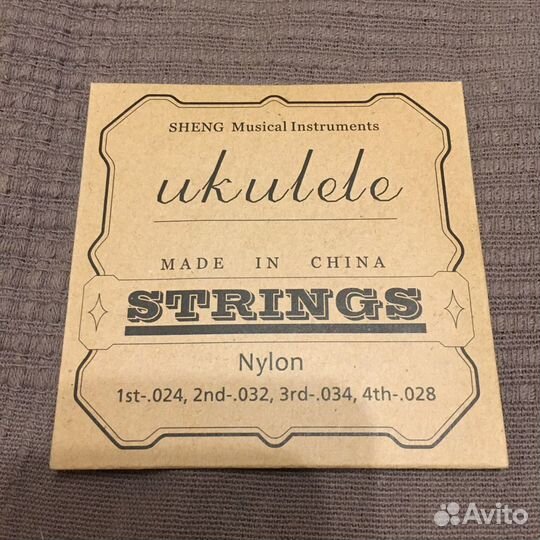 SHENG Musical Instruments
ukulele
MADE IN CHINA
STRINGS
Nylon
1st-.024, 2nd-.032, 3rd-.034, 4th-.028
Avito